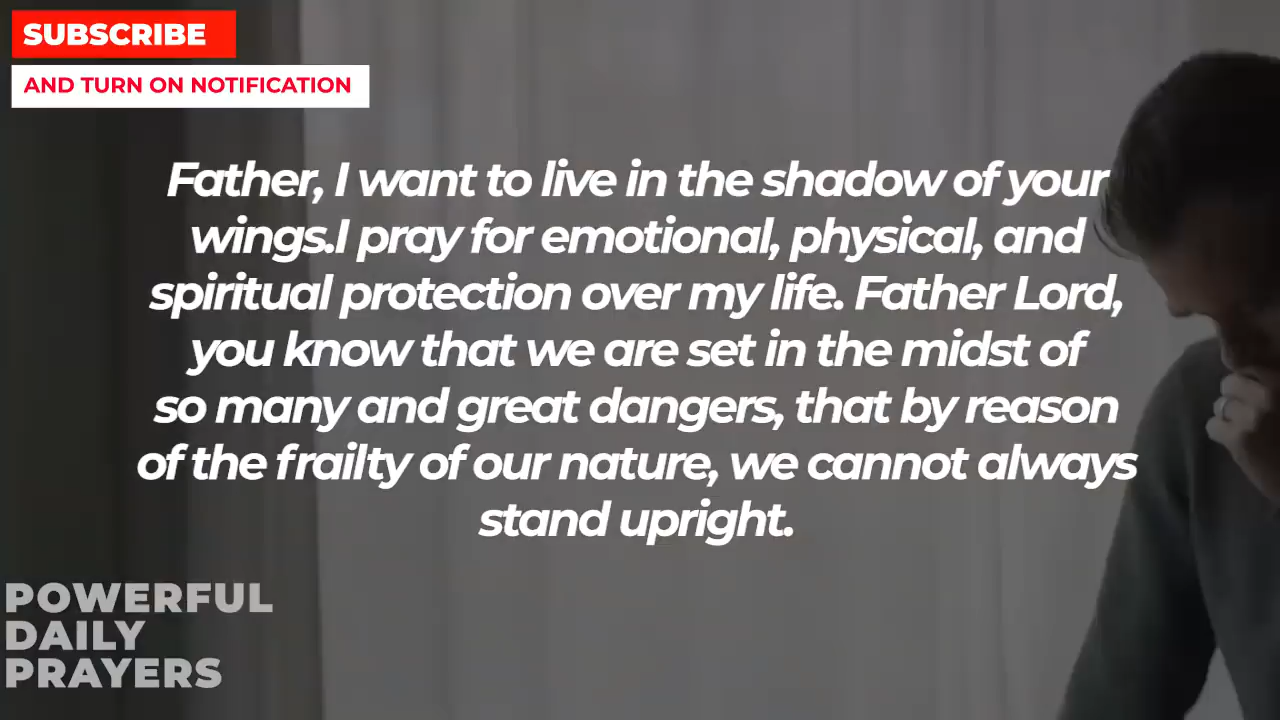 SUBSCRIBE
AND TURN ON NOTIFICATION
Father, I want to live in the shadow of your
wings.I pray for emotional, physical, and
spiritual protection over my life. Father Lord,
you know that we are set in the midst of
so many and great dangers, that by reason
of the frailty of our nature, we cannot always
stand upright.
POWERFUL
DAILY
PRAYERS